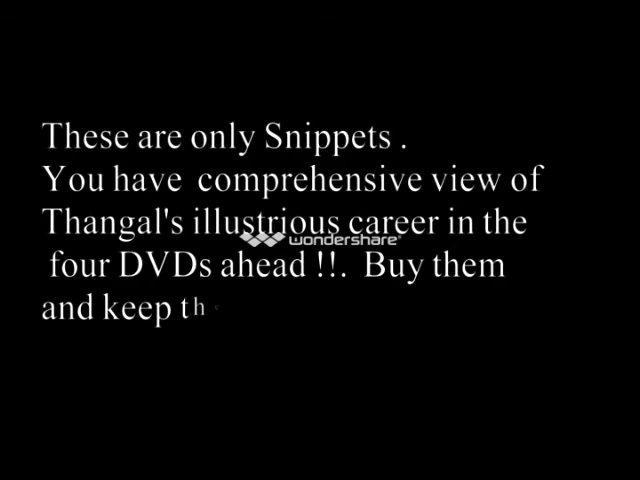 These are only Snippets .
You have comprehensive view of
Thangal's illustrious career in the
wondershare
four DVDs ahead !!. Buy them
and keep th